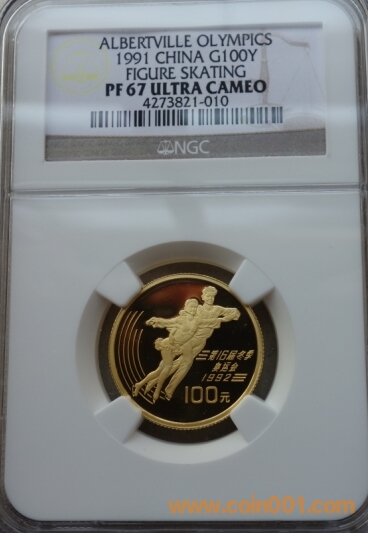 ALBERTVILLE OLYMPICS
1991 CHINA G100Y
FIGURE SKATING
PF 67 ULTRA CAMEO
4273821-010
NGC
第16届冬季
奥运会
1992
100元
www.coin001.com